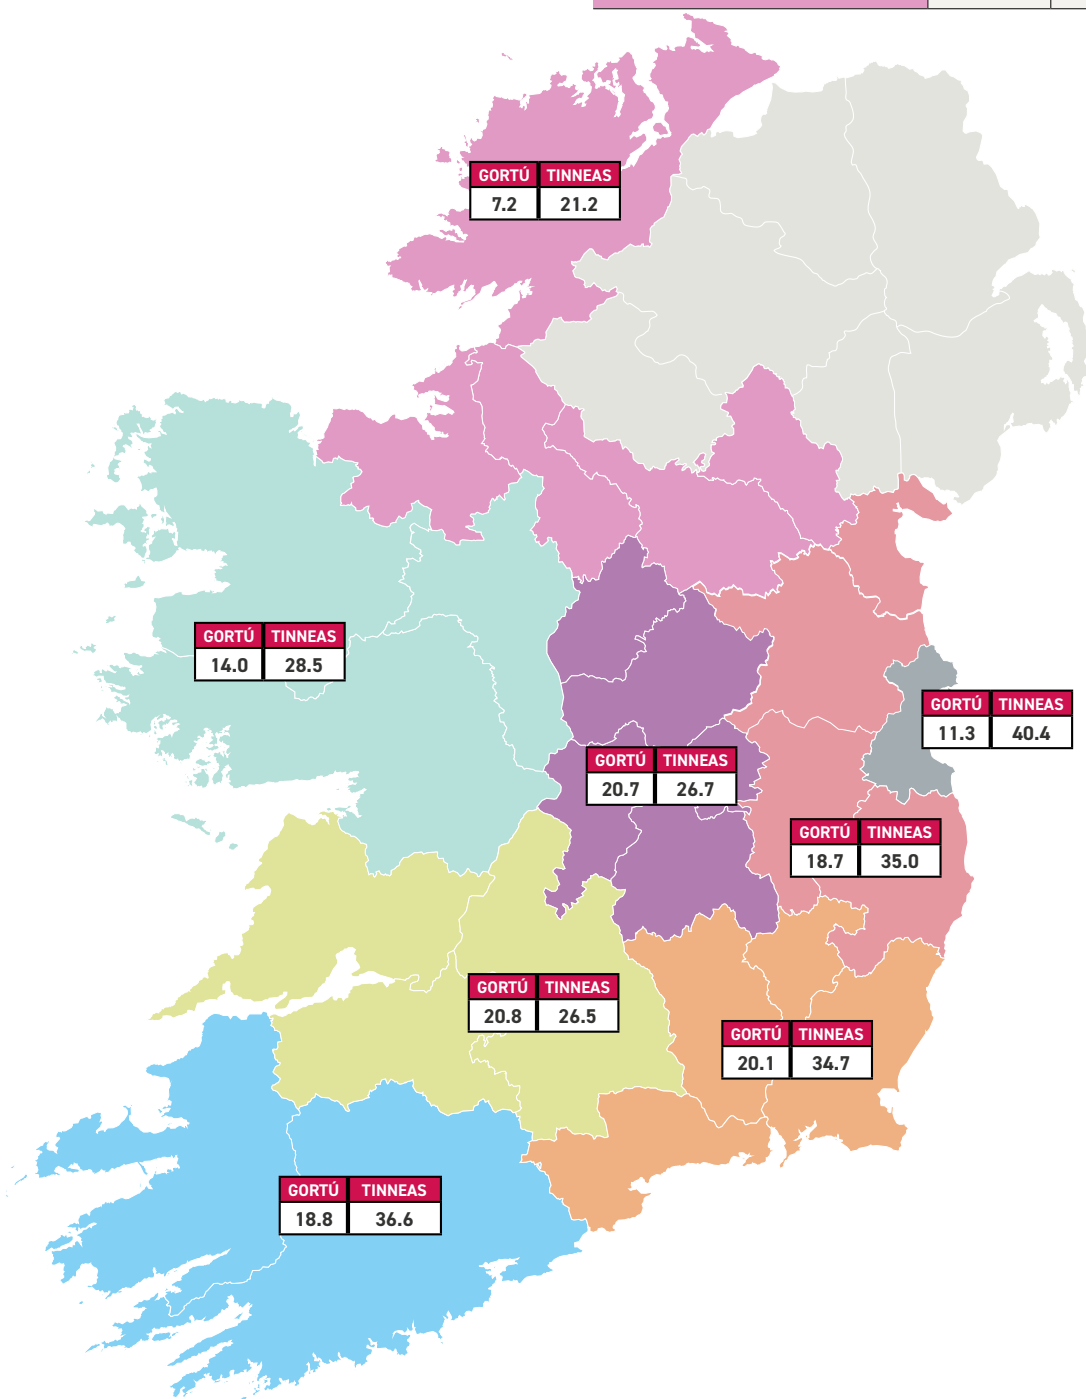 GORTÚ TINNEAS
7.2 21.2
GORTÚ TINNEAS
14.0 28.5
GORTÚ TINNEAS
11.3 40.4
GORTÚ TINNEAS
20.7 26.7
GORTÚ TINNEAS
18.7 35.0
GORTÚ TINNEAS
20.8 26.5
GORTÚ TINNEAS
20.1 34.7
GORTÚ TINNEAS
18.8 36.6